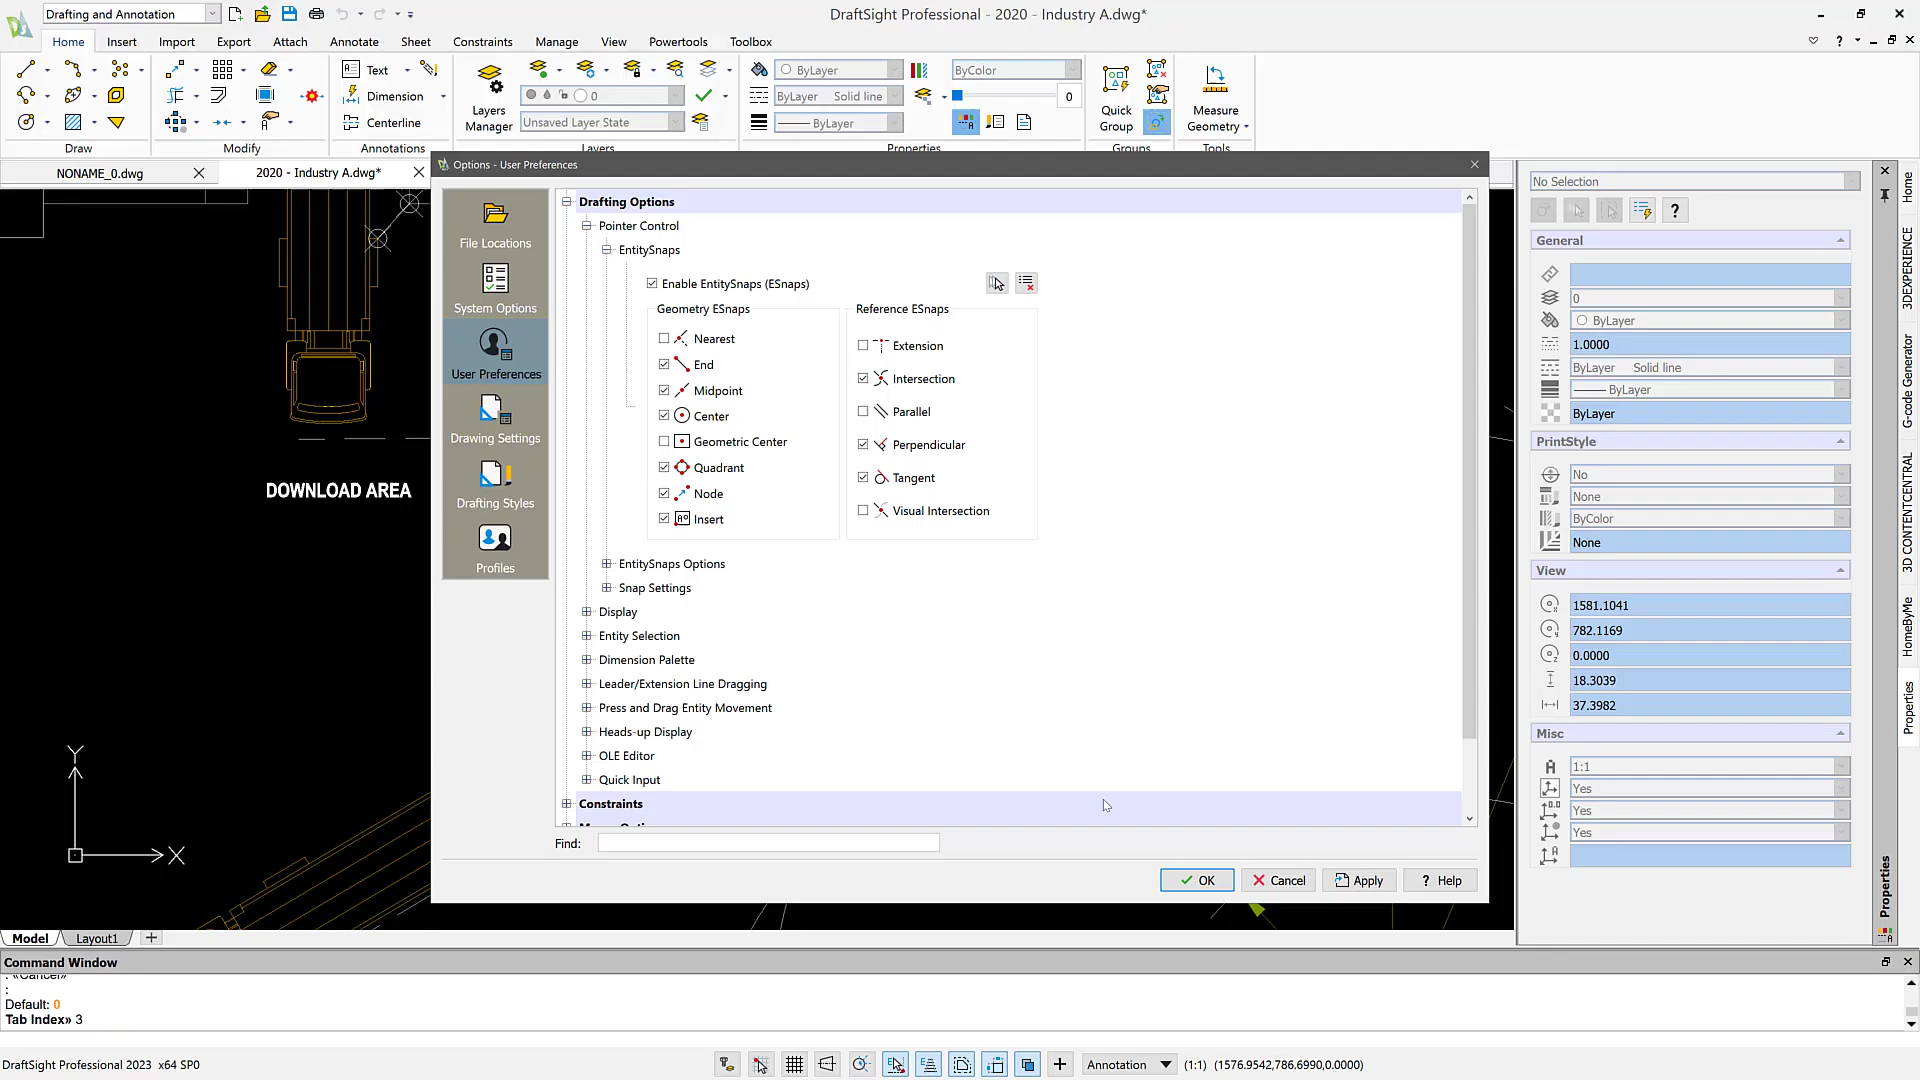 Drafting and Annotation
DraftSight Professional - 2020 - Industry A.dwg*
Home Insert Import Export Attach Annotate Sheet Constraints Manage View Powertools Toolbox
Text
Dimension
Centerline
Layers Manager
0
Unsaved Layer State
ByLayer
ByLayer Solid line
ByLayer
ByColor
0
Quick Group
Measure Geometry
Draw Modify Annotations Layers Properties Groups Tools
NONAME_0.dwg
2020 - Industry A.dwg*
Options - User Preferences
File Locations
System Options
User Preferences
Drawing Settings
Drafting Styles
Profiles
Drafting Options
Pointer Control
EntitySnaps
Enable EntitySnaps (ESnaps)
Geometry ESnaps
Nearest
End
Midpoint
Center
Geometric Center
Quadrant
Node
Insert
Reference ESnaps
Extension
Intersection
Parallel
Perpendicular
Tangent
Visual Intersection
EntitySnaps Options
Snap Settings
Display
Entity Selection
Dimension Palette
Leader/Extension Line Dragging
Press and Drag Entity Movement
Heads-up Display
OLE Editor
Quick Input
Constraints
Find:
OK
Cancel
Apply
? Help
DOWNLOAD AREA
Y
X
No Selection
General
0
ByLayer
1.0000
ByLayer Solid line
ByLayer
ByLayer
PrintStyle
No
None
ByColor
None
View
1581.1041
782.1169
0.0000
18.3039
37.3982
Misc
1:1
Yes
Yes
Yes
Properties
Home
3DEXPERIENCE
G-code Generator
3D CONTENTCENTRAL
HomeByMe
Properties
Model Layout1
Command Window
: «Cancel»
:
Default: 0
Tab Index» 3
DraftSight Professional 2023 x64 SP0
Annotation
(1:1) (1576.9542,786.6990,0.0000)